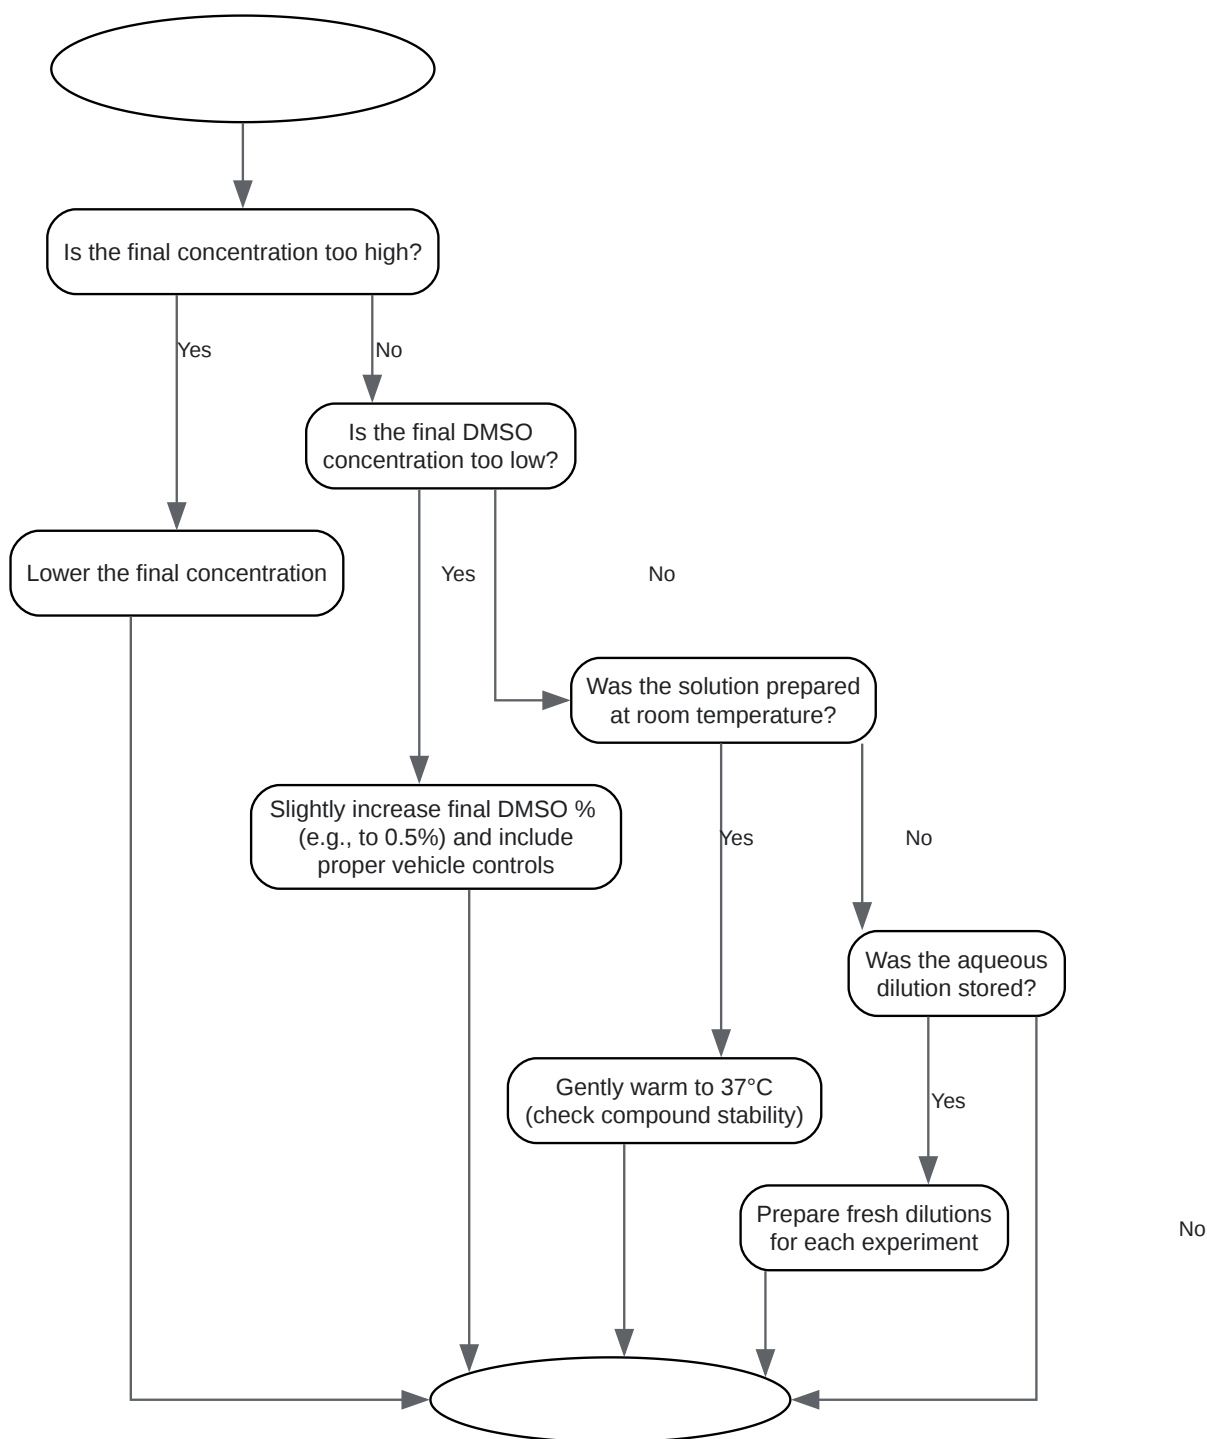 Is the final concentration too high?
Yes
No
Is the final DMSO
concentration too low?
Lower the final concentration
Yes
No
Was the solution prepared
at room temperature?
Slightly increase final DMSO %
(e.g., to 0.5%) and include
proper vehicle controls
Yes
No
Was the aqueous
dilution stored?
Gently warm to 37°C
(check compound stability)
Yes
Prepare fresh dilutions
for each experiment
No